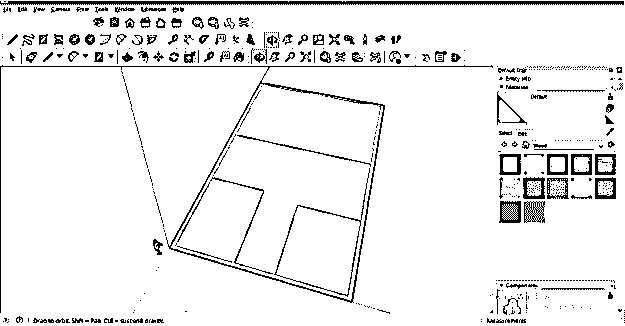 File Edit View Camera Draw Tools Window Extensions Help
Default Tray
Entity Info
Materials
Default
Select Edit
Wood
Components
Drag to orbit. Shift = Pan, Ctrl = suspend gravity.
Measurements